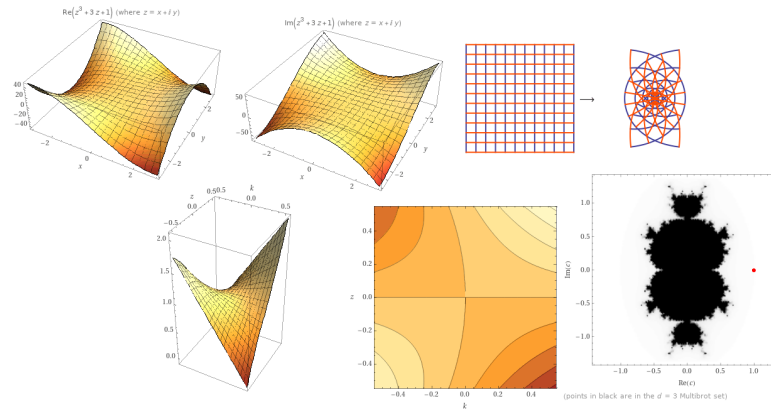 Re(z³+3 z+1) (where z = x+i y)
Im(z³+3 z+1) (where z = x+i y)
40
20
0
−20
−40
−2
0
2
x
−2
0
2
y
50
0
−50
−2
0
2
x
−2
0
2
y
z
0.5
0.0
−0.5
k
0.5
0.0
0.5
2.0
1.5
1.0
0.5
0.0
0.4
0.2
z 0.0
−0.2
−0.4
−0.4 −0.2 0.0 0.2 0.4
k
1.0
0.5
Im(c) 0.0
−0.5
−1.0
−1.0 −0.5 0.0 0.5 1.0
Re(c)
(points in black are in the d = 3 Multibrot set)